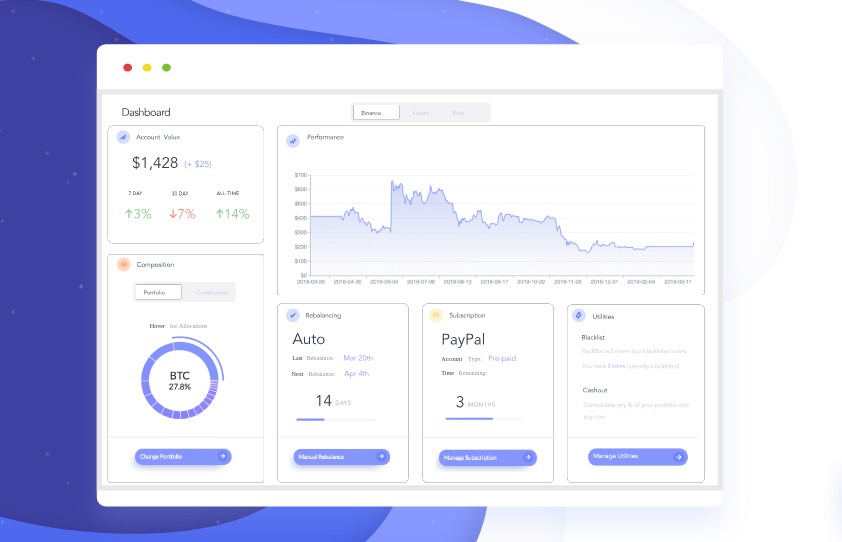 Dashboard
Binance Kraken Both
Account Value
$1,428 (+ $25)
7 DAY 30 DAY ALL-TIME
↑3% ↓7% ↑14%
Performance
$700
$600
$500
$400
$300
$200
$100
$0
2018-03-26 2018-04-30 2018-06-04 2018-07-09 2018-08-13 2018-09-17 2018-10-22 2018-11-26 2018-12-31 2019-02-04 2019-03-11
Composition
Portfolio Constituents
Hover for Allocations
BTC
27.8%
Change Portfolio
Rebalancing
Auto
Last Rebalance: Mar 20th
Next Rebalance: Apr 4th
14 DAYS
Manual Rebalance
Subscription
PayPal
Account Type: Pre-paid
Time Remaining:
3 MONTHS
Manage Subscription
Utilities
Blacklist
HodlBot will never buy blacklisted coins.
You have 3 coins currently blacklisted.
Cashout
Consolidate any % of your portfolio into
any coin.
Manage Utilities